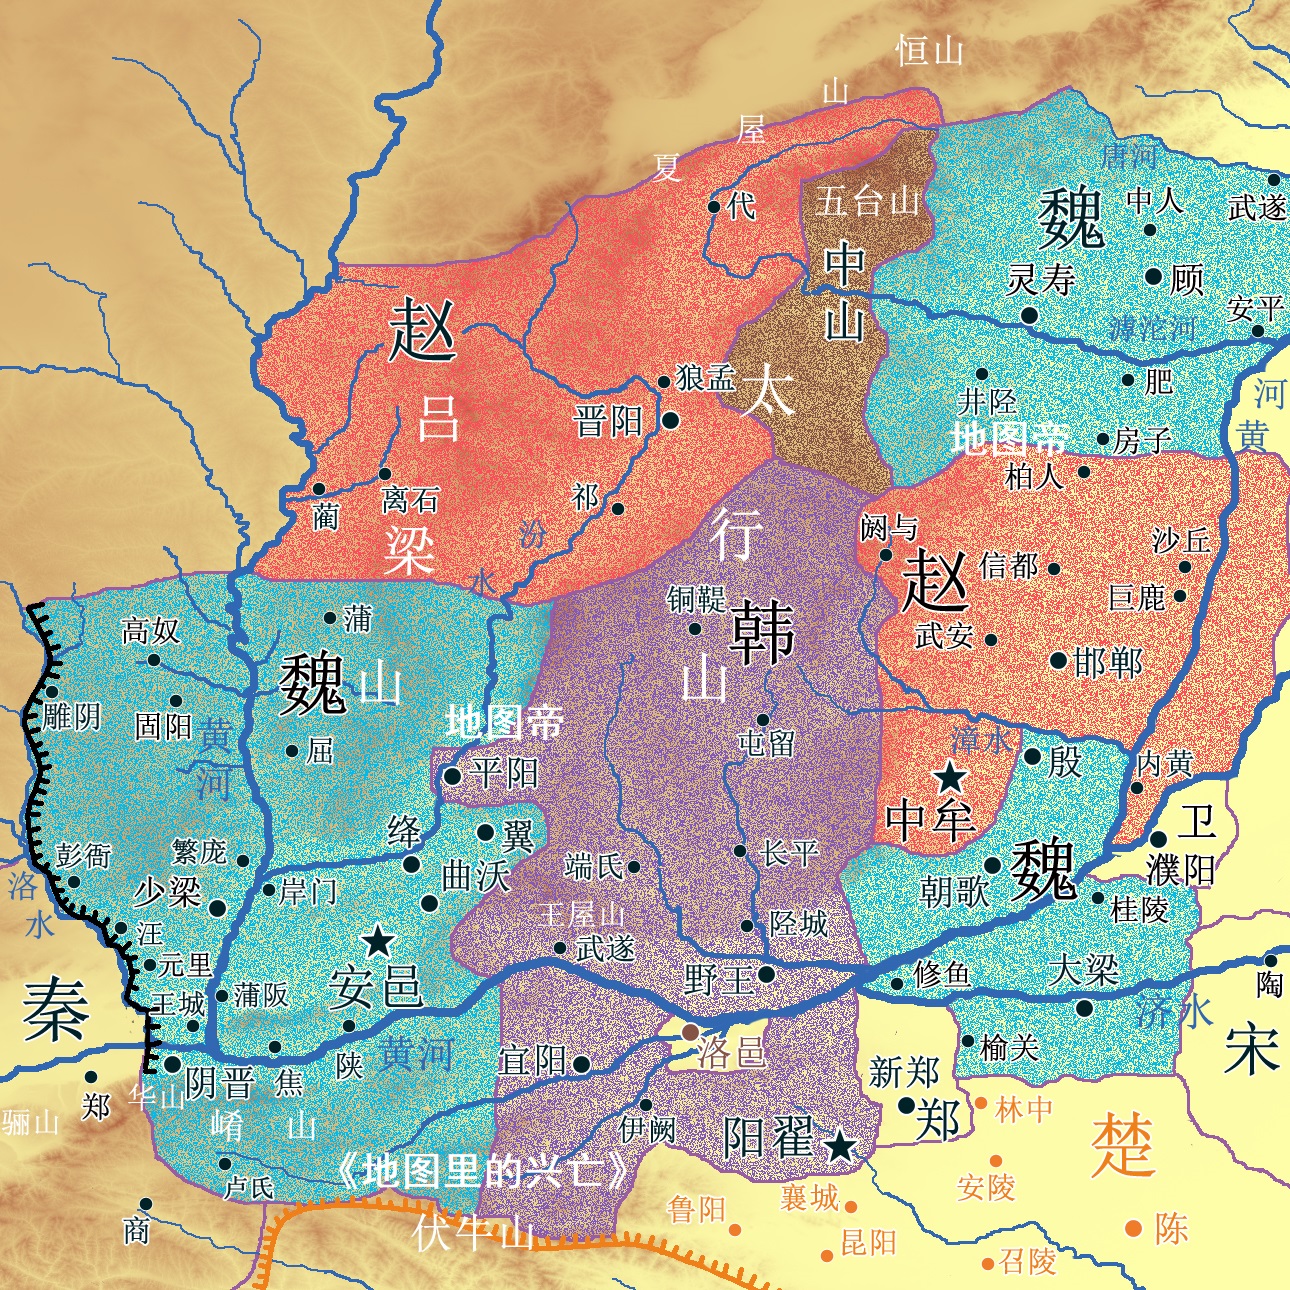 恒山
夏屋山
唐河
代
五台山
魏
中人
武遂
中山
灵寿
顾
安平
滹沱河
赵
狼孟
太
井陉
肥
黄河
吕
晋阳
地图帝
房子
柏人
蔺
离石
祁
汾水
梁
行
阏与
赵
信都
沙丘
巨鹿
铜鞮
韩
武安
邯郸
高奴
蒲
魏
山
山
雕阴
固阳
黄河
屈
地图帝
平阳
屯留
漳水
殷
内黄
中牟
卫
濮阳
绛
翼
繁庞
彭衙
少梁
岸门
曲沃
端氏
长平
朝歌
魏
桂陵
洛水
汪
王屋山
武遂
陉城
元里
安邑
野王
修鱼
大梁
陶
秦
王城
蒲阪
济水
宋
陕
黄河
宜阳
洛邑
榆关
阴晋
焦
新郑
郑
郑
华山
骊山
崤山
伊阙
阳翟
林中
楚
《地图里的兴亡》
卢氏
安陵
襄城
鲁阳
商
伏牛山
昆阳
陈
召陵